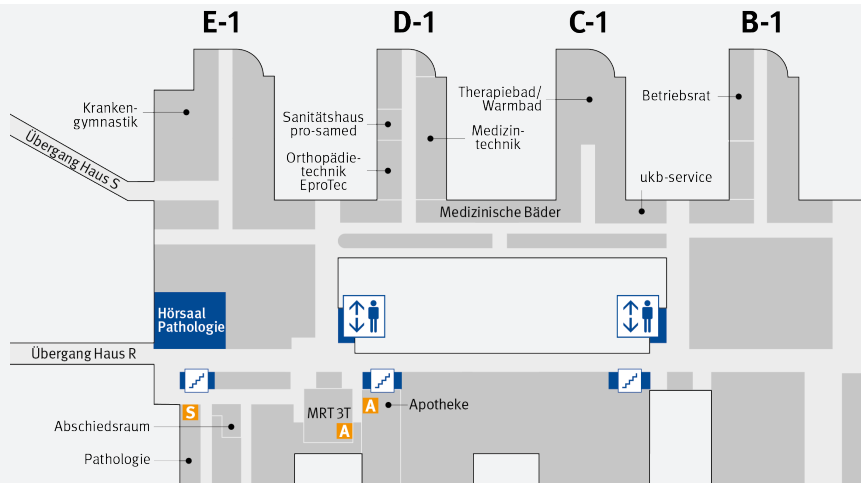 E-1
D-1
C-1
B-1
Kranken-
gymnastik
Sanitätshaus
pro-samed
Orthopädie-
technik
EproTec
Medizin-
technik
Therapiebad/
Warmbad
Betriebsrat
ukb-service
Medizinische Bäder
Übergang Haus S
Hörsaal
Pathologie
Übergang Haus R
S
Abschiedsraum
Pathologie
MRT 3T
A
A
Apotheke